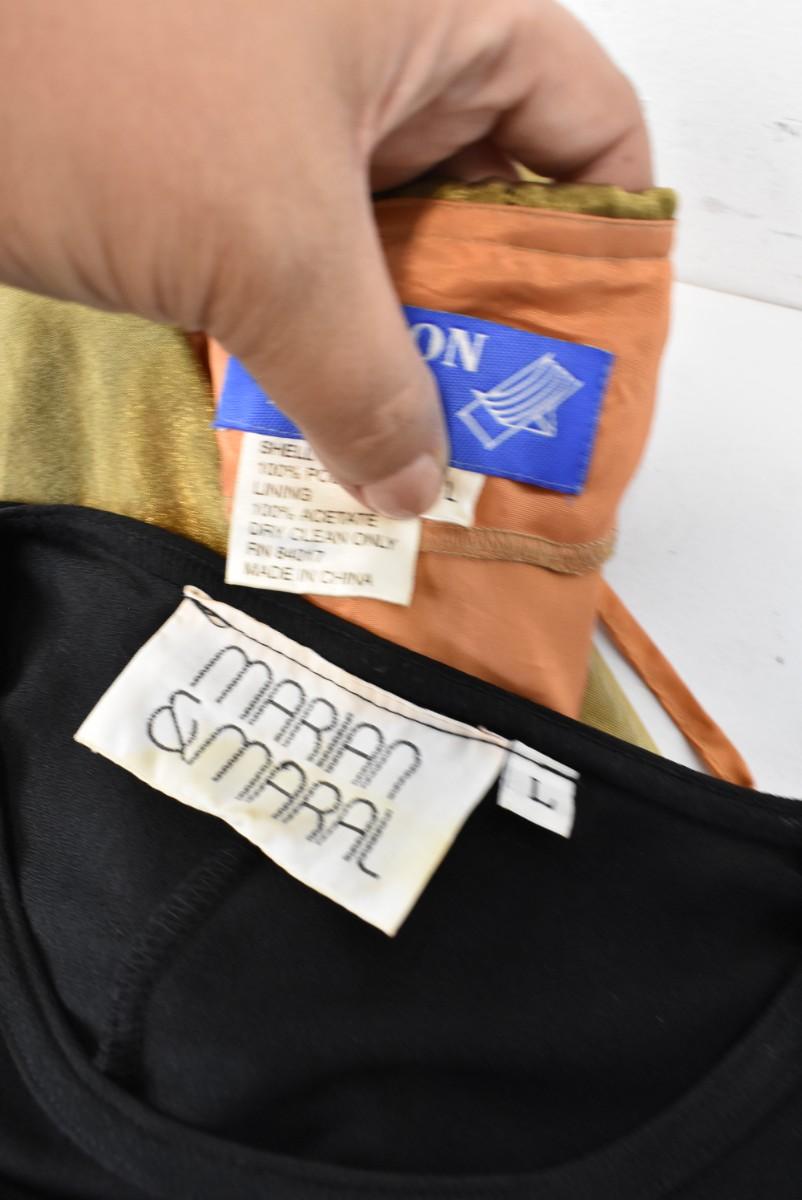 ON
SHELL
100% PO
LINING
100% ACETATE
DRY CLEAN ONLY
RN 84017
MADE IN CHINA
L
MARIAN
& MARAL
L